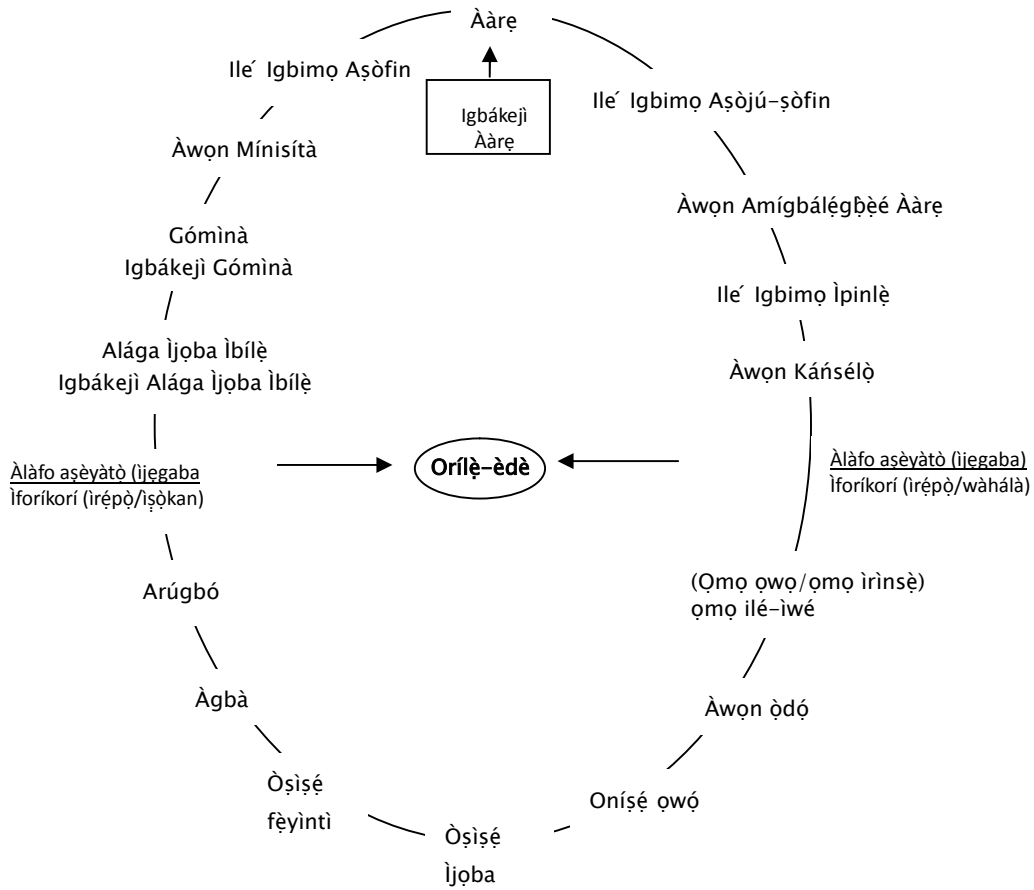 Ààrẹ
Ile´ Igbimọ Aṣòfin
Igbákejì
Ààrẹ
Ile´ Igbimọ Aṣòjú-ṣòfin
Àwọn Mínisítà
Àwọn Amígbálẹ́gbẹ̀ẹ́ Ààrẹ
Gómìnà
Igbákejì Gómìnà
Ile´ Igbimọ Ìpinlẹ̀
Alága Ìjọba Ìbílẹ̀
Igbákejì Alága Ìjọba Ìbílẹ̀
Àwọn Káńsélọ̀
Àlàfo aṣèyàtọ̀ (ìjẹgaba
Ìforíkorí (ìrẹ́pọ̀/ìṣọ̀kan)
Orílẹ̀-èdè
Àlàfo aṣèyàtọ̀ (ìjẹgaba)
Ìforíkorí (ìrẹ́pọ̀/wàhálà)
Arúgbó
(Ọmọ ọwọ/ọmọ ìrìnsẹ̀)
ọmọ ilé-ìwé
Àgbà
Àwọn ọ̀dọ́
Òṣìṣẹ́
fẹ̀yìntì
Oníṣẹ́ ọwọ́
Òṣìṣẹ́
Ìjọba